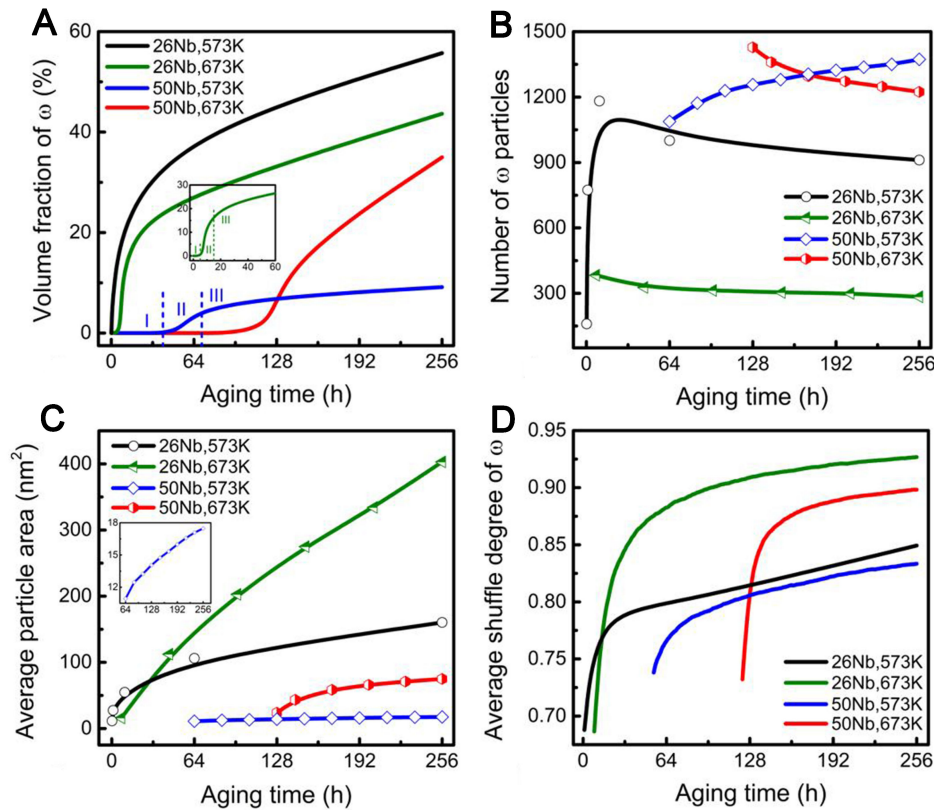 A
60
40
20
0
Volume fraction of ω (%)
26Nb,573K
26Nb,673K
50Nb,573K
50Nb,673K
30
20
10
0
I
II
III
0 20 40 60
I
II
III
0 64 128 192 256
Aging time (h)
B
1500
1200
900
600
300
Number of ω particles
26Nb,573K
26Nb,673K
50Nb,573K
50Nb,673K
0 64 128 192 256
Aging time (h)
C
400
300
200
100
0
Average particle area (nm²)
26Nb,573K
26Nb,673K
50Nb,573K
50Nb,673K
18
15
12
64 128 192 256
0 64 128 192 256
Aging time (h)
D
0.95
0.90
0.85
0.80
0.75
0.70
Average shuffle degree of ω
26Nb,573K
26Nb,673K
50Nb,573K
50Nb,673K
0 64 128 192 256
Aging time (h)